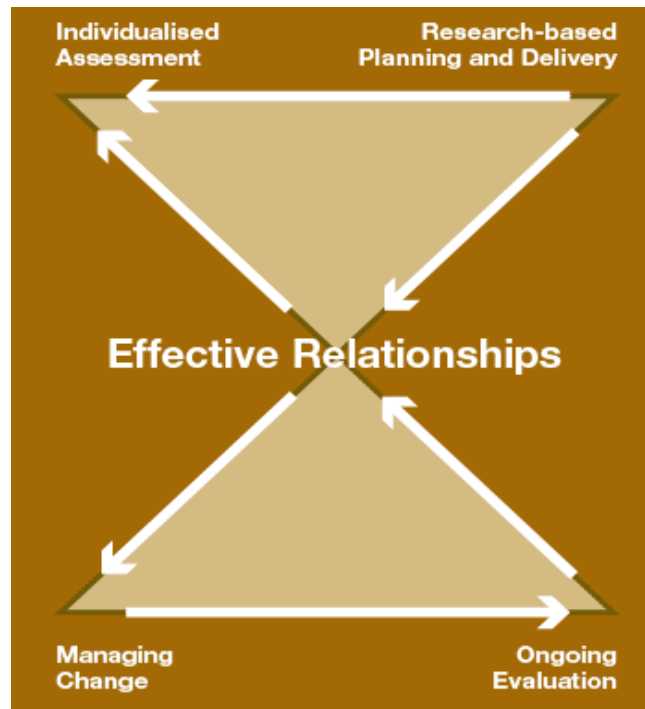 Individualised
Assessment
Research-based
Planning and Delivery
Effective Relationships
Managing
Change
Ongoing
Evaluation